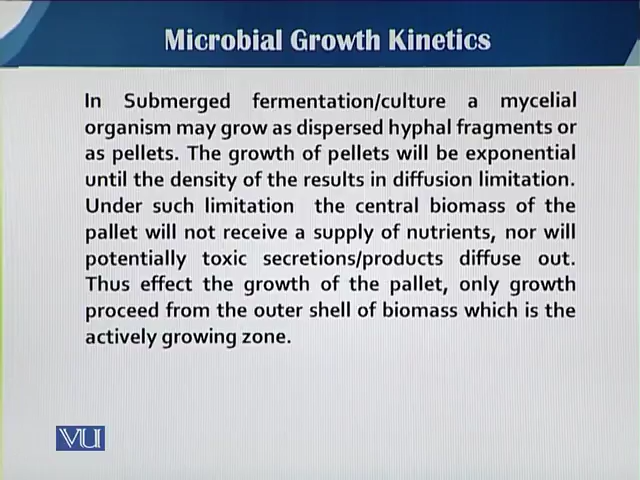 Microbial Growth Kinetics
In Submerged fermentation/culture a mycelial
organism may grow as dispersed hyphal fragments or
as pellets. The growth of pellets will be exponential
until the density of the results in diffusion limitation.
Under such limitation the central biomass of the
pallet will not receive a supply of nutrients, nor will
potentially toxic secretions/products diffuse out.
Thus effect the growth of the pallet, only growth
proceed from the outer shell of biomass which is the
actively growing zone.
VU